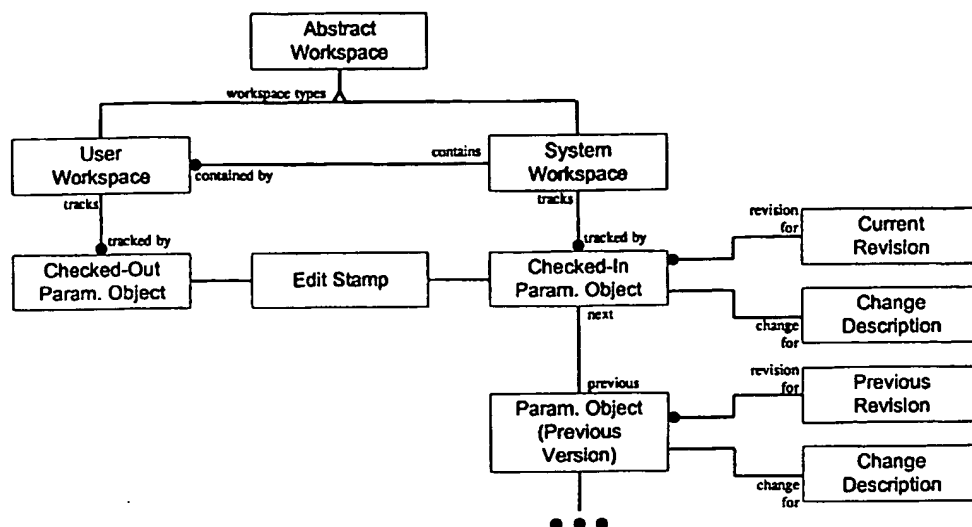 Abstract
Workspace
workspace types
User
Workspace
contained by
contains
System
Workspace
tracks
tracked by
tracks
tracked by
Checked-Out
Param. Object
Edit Stamp
Checked-In
Param. Object
next
revision
for
Current
Revision
change
for
Change
Description
previous
Param. Object
(Previous
Version)
revision
for
Previous
Revision
change
for
Change
Description